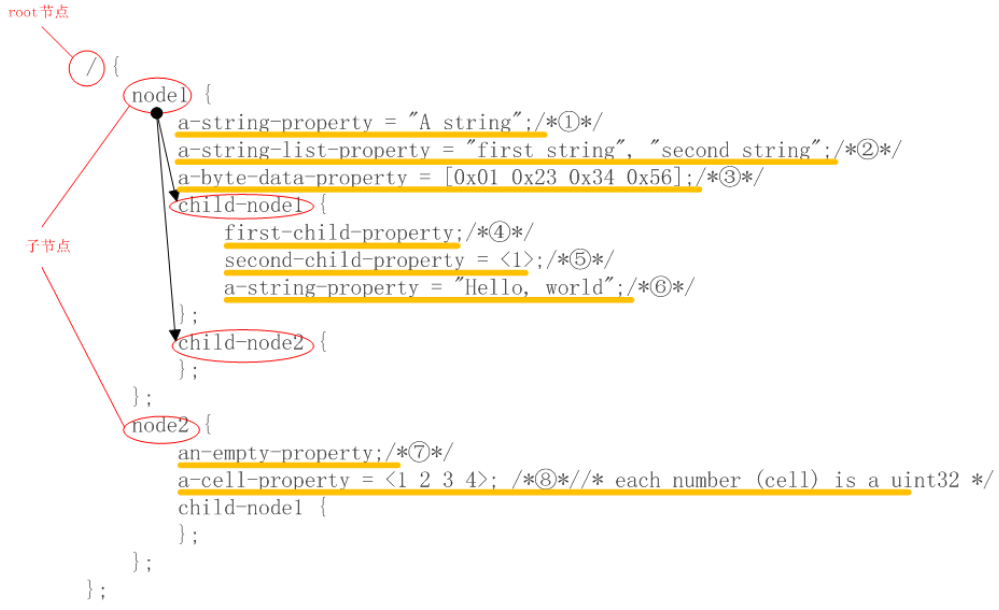 root节点
/ {
node1 {
a-string-property = "A string";/*①*/
a-string-list-property = "first string", "second string";/*②*/
a-byte-data-property = [0x01 0x23 0x34 0x56];/*③*/
child-node1 {
子节点
first-child-property;/*④*/
second-child-property = <1>;/*⑤*/
a-string-property = "Hello, world";/*⑥*/
};
child-node2 {
};
};
node2 {
an-empty-property;/*⑦*/
a-cell-property = <1 2 3 4>; /*⑧*//* each number (cell) is a uint32 */
child-node1 {
};
};
};